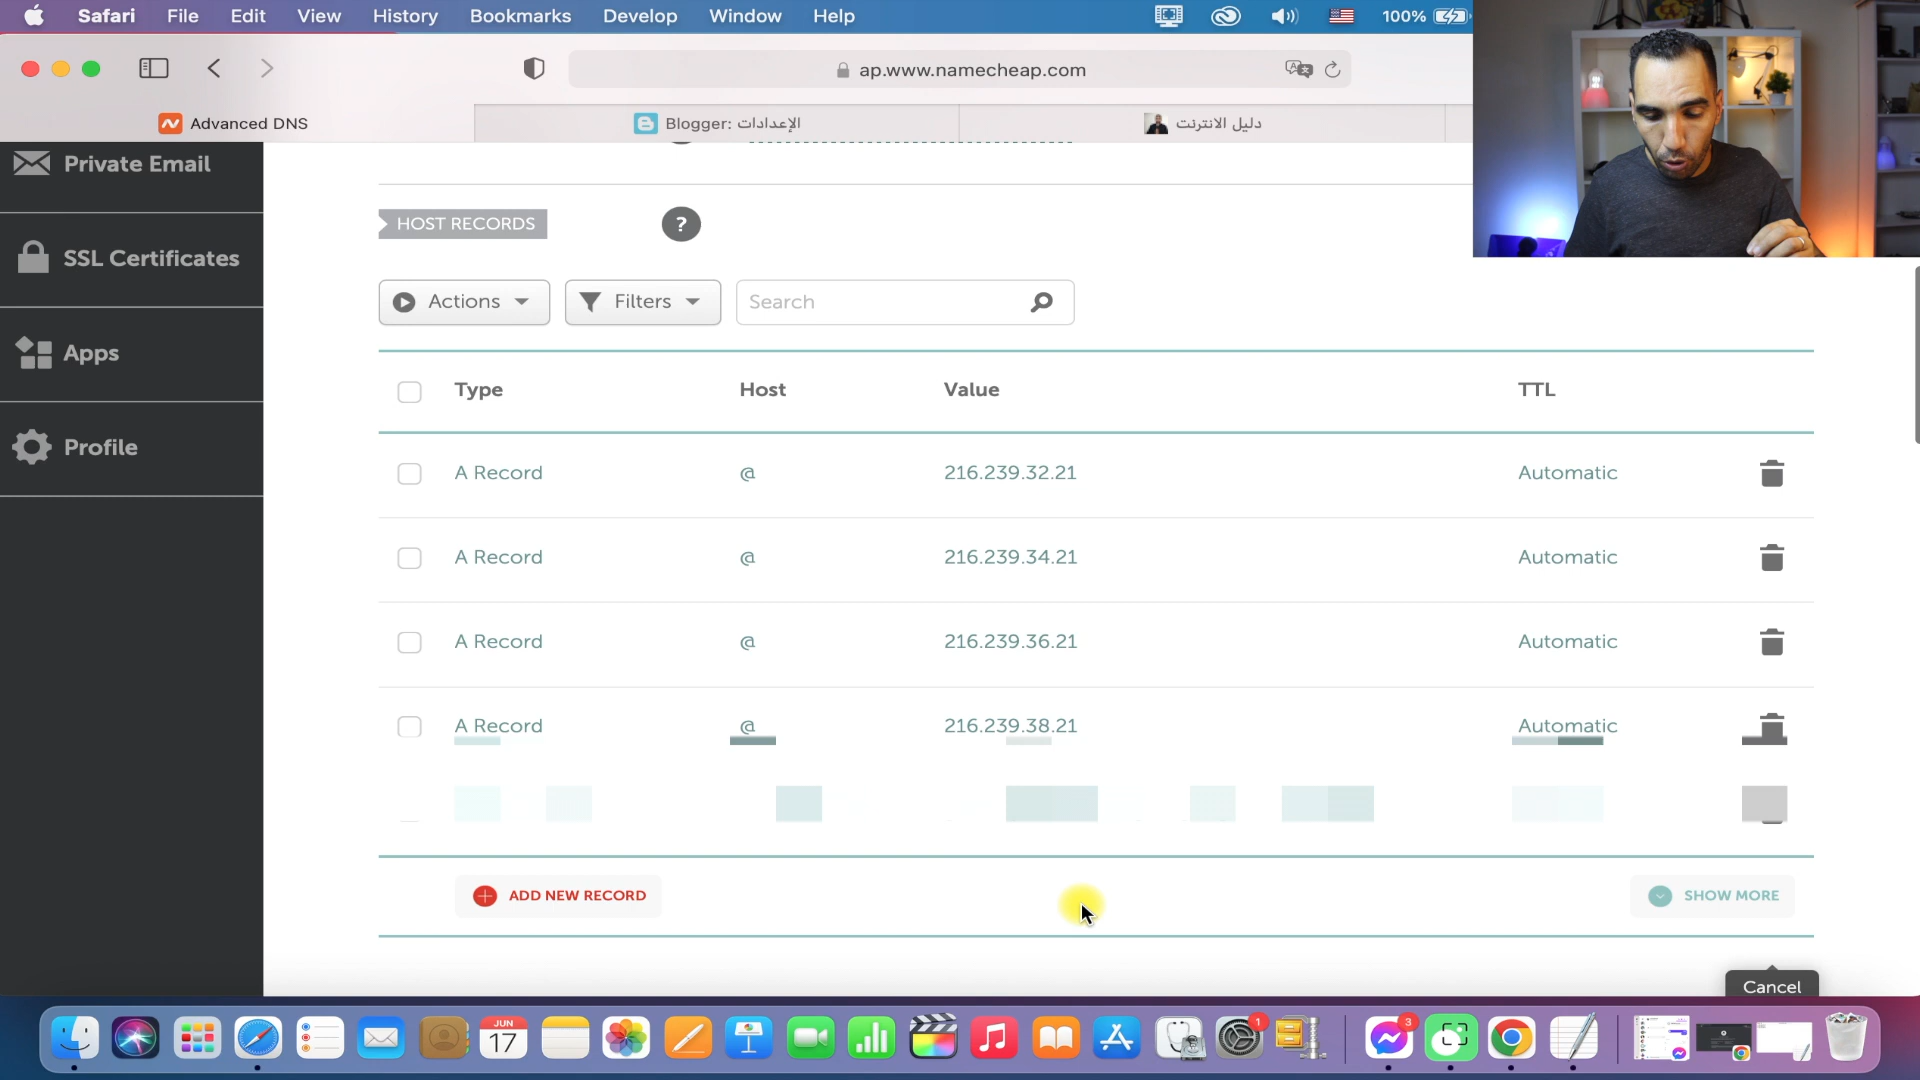 Safari File Edit View History Bookmarks Develop Window Help 100%
ap.www.namecheap.com
Advanced DNS
Blogger: الإعدادات
دليل الانترنت
Private Email
SSL Certificates
Apps
Profile
HOST RECORDS ?
Actions Filters Search
Type Host Value TTL
A Record @ 216.239.32.21 Automatic
A Record @ 216.239.34.21 Automatic
A Record @ 216.239.36.21 Automatic
A Record @ 216.239.38.21 Automatic
ADD NEW RECORD
SHOW MORE
Cancel
JUN
17
1
3